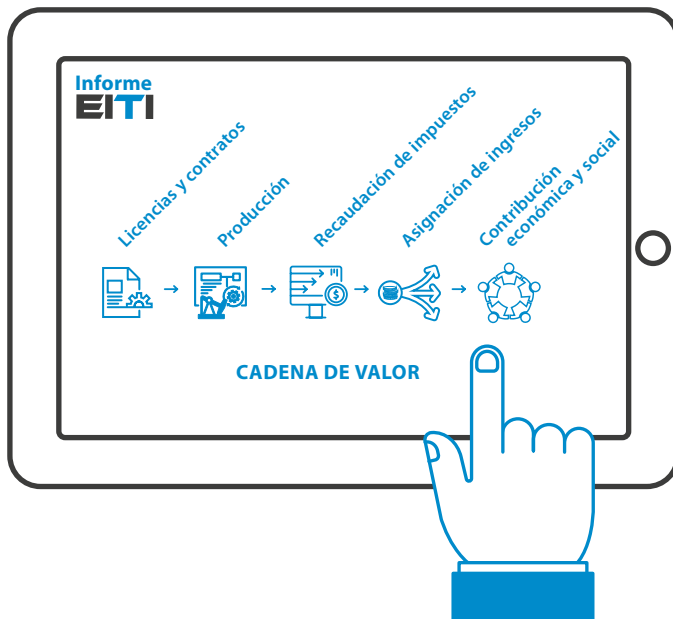 Informe
EITI
Licencias y contratos
Producción
Recaudación de impuestos
Asignación de ingresos
Contribución
económica y social
CADENA DE VALOR